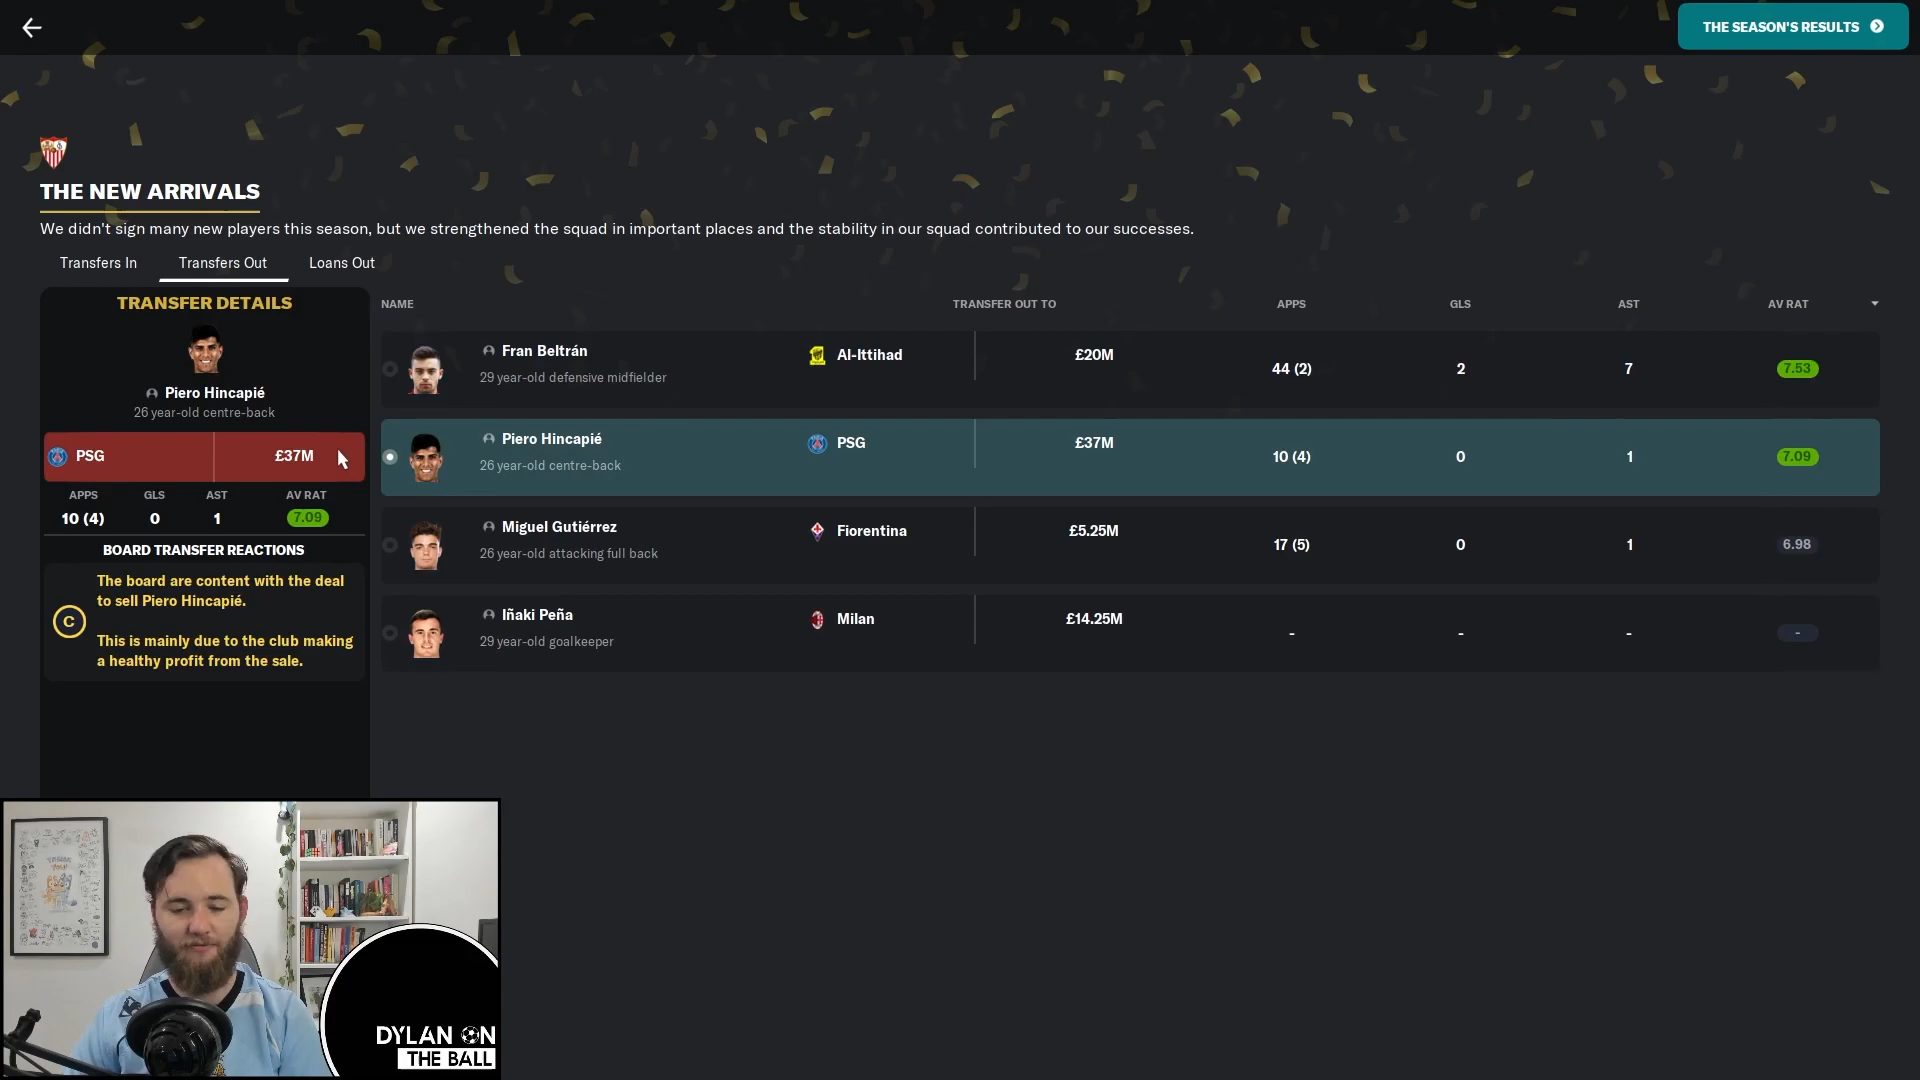 THE SEASON'S RESULTS
THE NEW ARRIVALS
We didn't sign many new players this season, but we strengthened the squad in important places and the stability in our squad contributed to our successes.
Transfers In Transfers Out Loans Out
TRANSFER DETAILS
Piero Hincapié
26 year-old centre-back
PSG £37M
APPS GLS AST AV RAT
10 (4) 0 1 7.09
BOARD TRANSFER REACTIONS
C
The board are content with the deal
to sell Piero Hincapié.
This is mainly due to the club making
a healthy profit from the sale.
NAME TRANSFER OUT TO APPS GLS AST AV RAT
Fran Beltrán Al-Ittihad £20M 44 (2) 2 7 7.53
29 year-old defensive midfielder
Piero Hincapié PSG £37M 10 (4) 0 1 7.09
26 year-old centre-back
Miguel Gutiérrez Fiorentina £5.25M 17 (5) 0 1 6.98
26 year-old attacking full back
Iñaki Peña Milan £14.25M - - - -
29 year-old goalkeeper
DYLAN ON
THE BALL